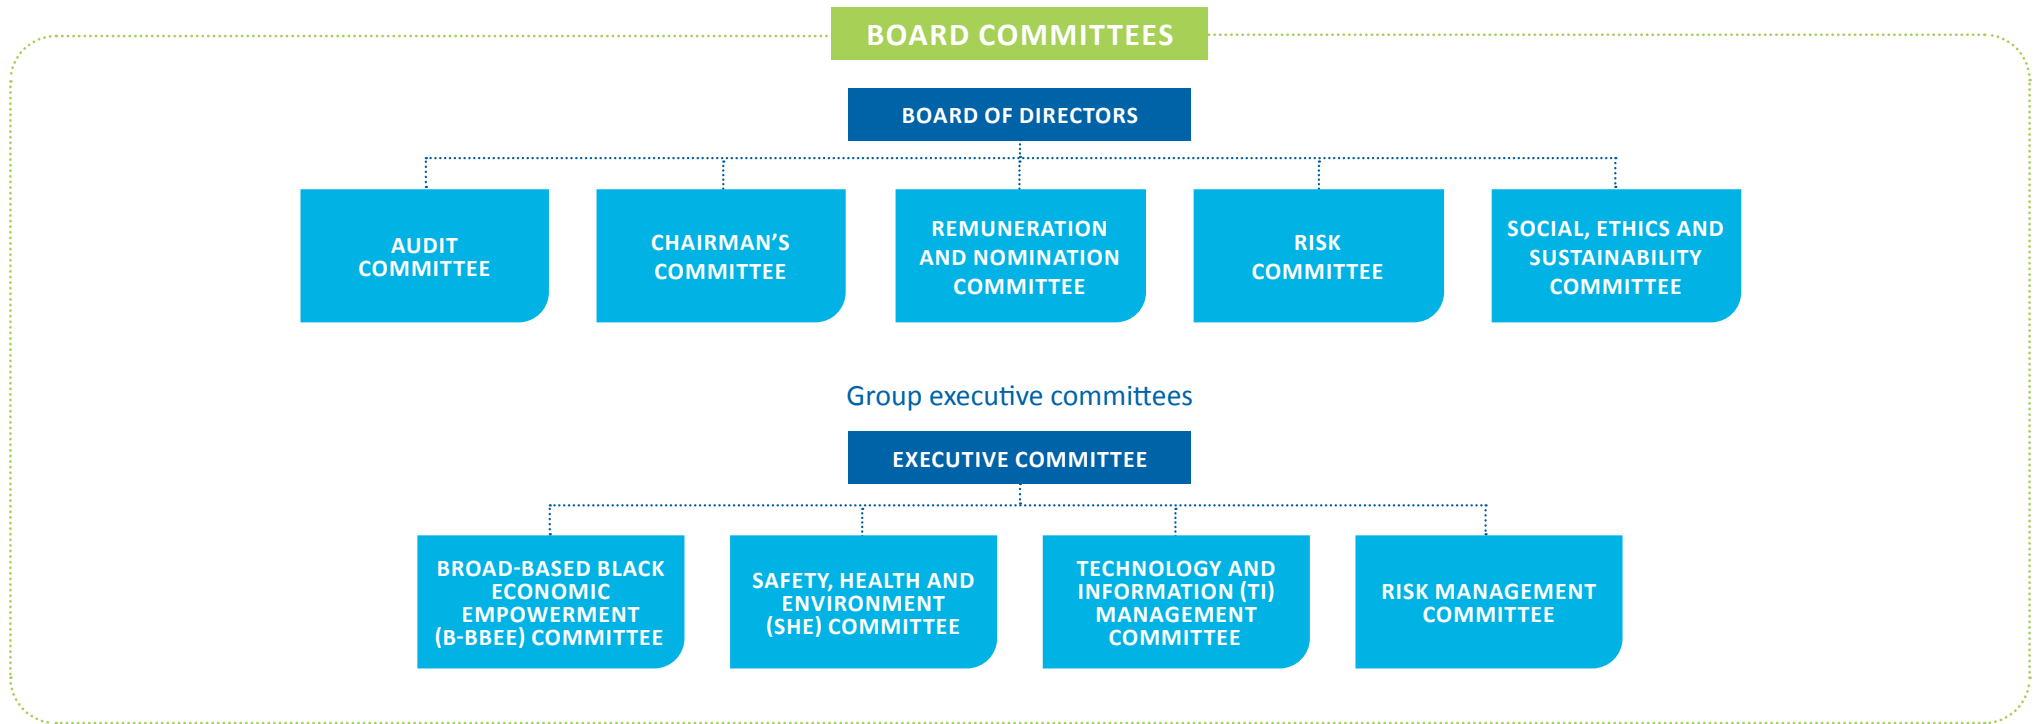 BOARD COMMITTEES
BOARD OF DIRECTORS
AUDIT
COMMITTEE
CHAIRMAN'S
COMMITTEE
REMUNERATION
AND NOMINATION
COMMITTEE
RISK
COMMITTEE
SOCIAL, ETHICS AND
SUSTAINABILITY
COMMITTEE
Group executive committees
EXECUTIVE COMMITTEE
BROAD-BASED BLACK
ECONOMIC
EMPOWERMENT
(B-BBEE) COMMITTEE
SAFETY, HEALTH AND
ENVIRONMENT
(SHE) COMMITTEE
TECHNOLOGY AND
INFORMATION (TI)
MANAGEMENT
COMMITTEE
RISK MANAGEMENT
COMMITTEE